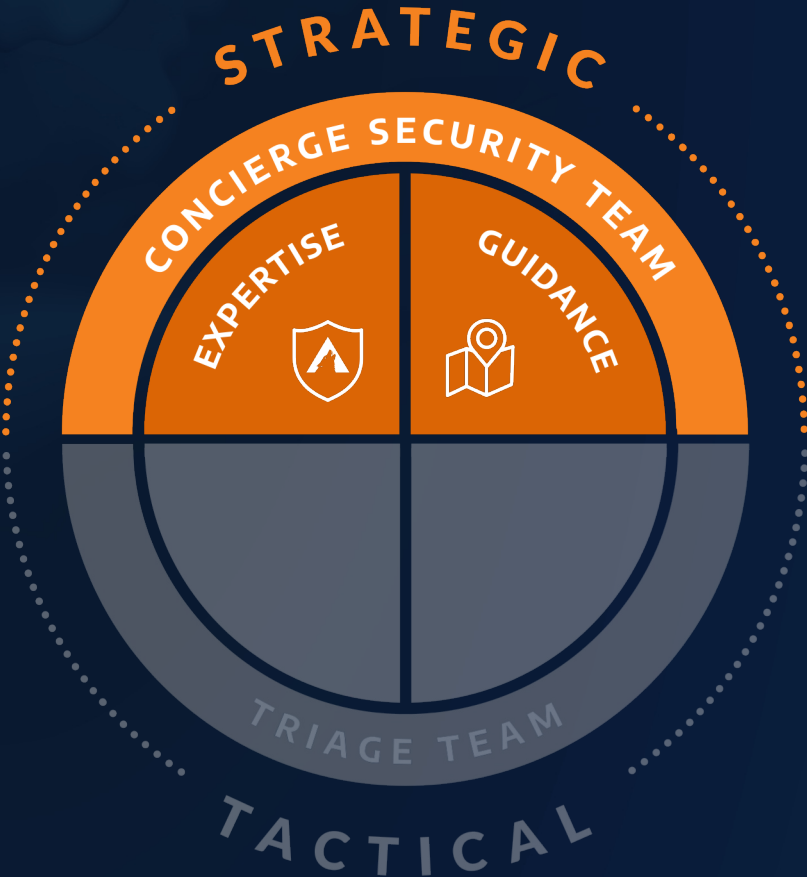 STRATEGIC
CONCIERGE SECURITY TEAM
EXPERTISE
GUIDANCE
TRIAGE TEAM
TACTICAL